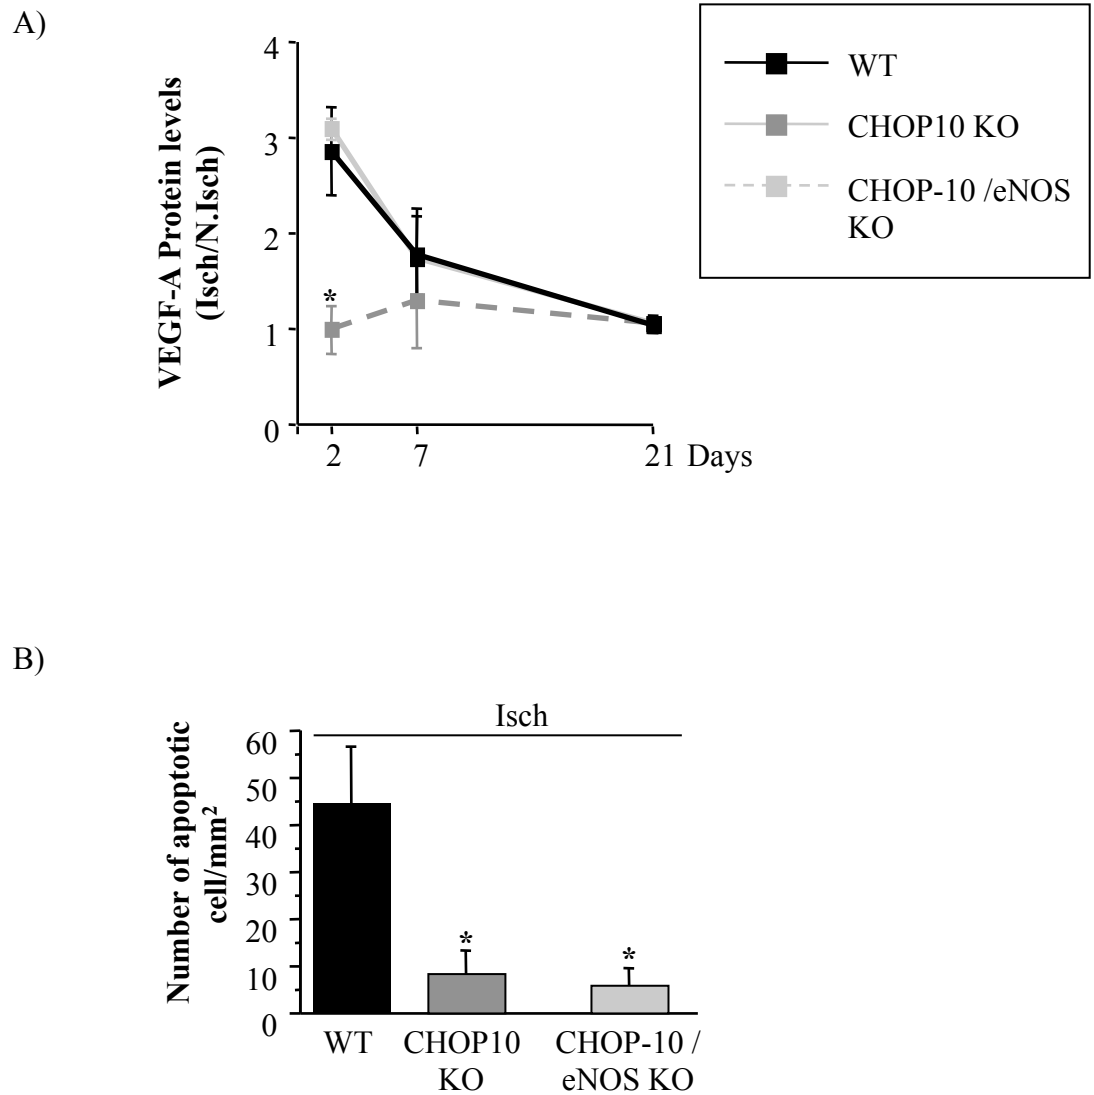 A)
VEGF-A Protein levels
(Isch/N.Isch)
4
3
2
1
0
*
2 7 21 Days
WT
CHOP10 KO
CHOP-10 /eNOS
KO
B)
Isch
Number of apoptotic
cell/mm²
60
50
40
30
20
10
0
* *
WT CHOP10 CHOP-10 /
KO eNOS KO